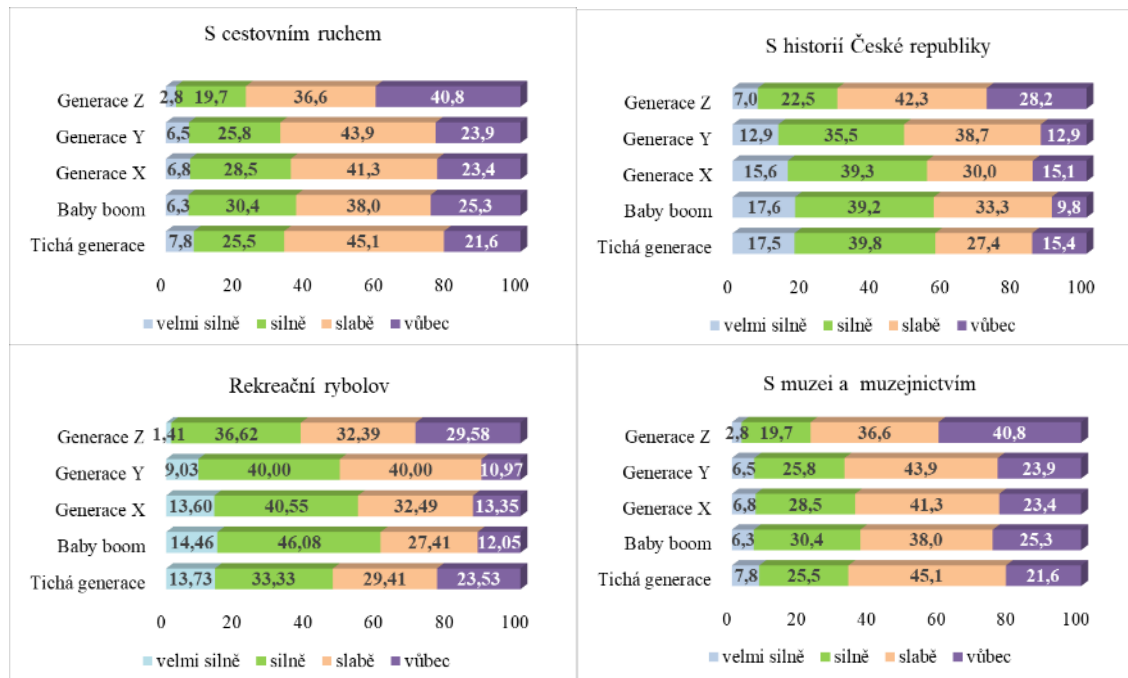 S cestovním ruchem
Generace Z 2,8 19,7 36,6 40,8
Generace Y 6,5 25,8 43,9 23,9
Generace X 6,8 28,5 41,3 23,4
Baby boom 6,3 30,4 38,0 25,3
Tichá generace 7,8 25,5 45,1 21,6
0 20 40 60 80 100
velmi silně silně slabě vůbec
S historií České republiky
Generace Z 7,0 22,5 42,3 28,2
Generace Y 12,9 35,5 38,7 12,9
Generace X 15,6 39,3 30,0 15,1
Baby boom 17,6 39,2 33,3 9,8
Tichá generace 17,5 39,8 27,4 15,4
0 20 40 60 80 100
velmi silně silně slabě vůbec
Rekreační rybolov
Generace Z 1,41 36,62 32,39 29,58
Generace Y 9,03 40,00 40,00 10,97
Generace X 13,60 40,55 32,49 13,35
Baby boom 14,46 46,08 27,41 12,05
Tichá generace 13,73 33,33 29,41 23,53
0 20 40 60 80 100
velmi silně silně slabě vůbec
S muzei a muzejnictvím
Generace Z 2,8 19,7 36,6 40,8
Generace Y 6,5 25,8 43,9 23,9
Generace X 6,8 28,5 41,3 23,4
Baby boom 6,3 30,4 38,0 25,3
Tichá generace 7,8 25,5 45,1 21,6
0 20 40 60 80 100
velmi silně silně slabě vůbec